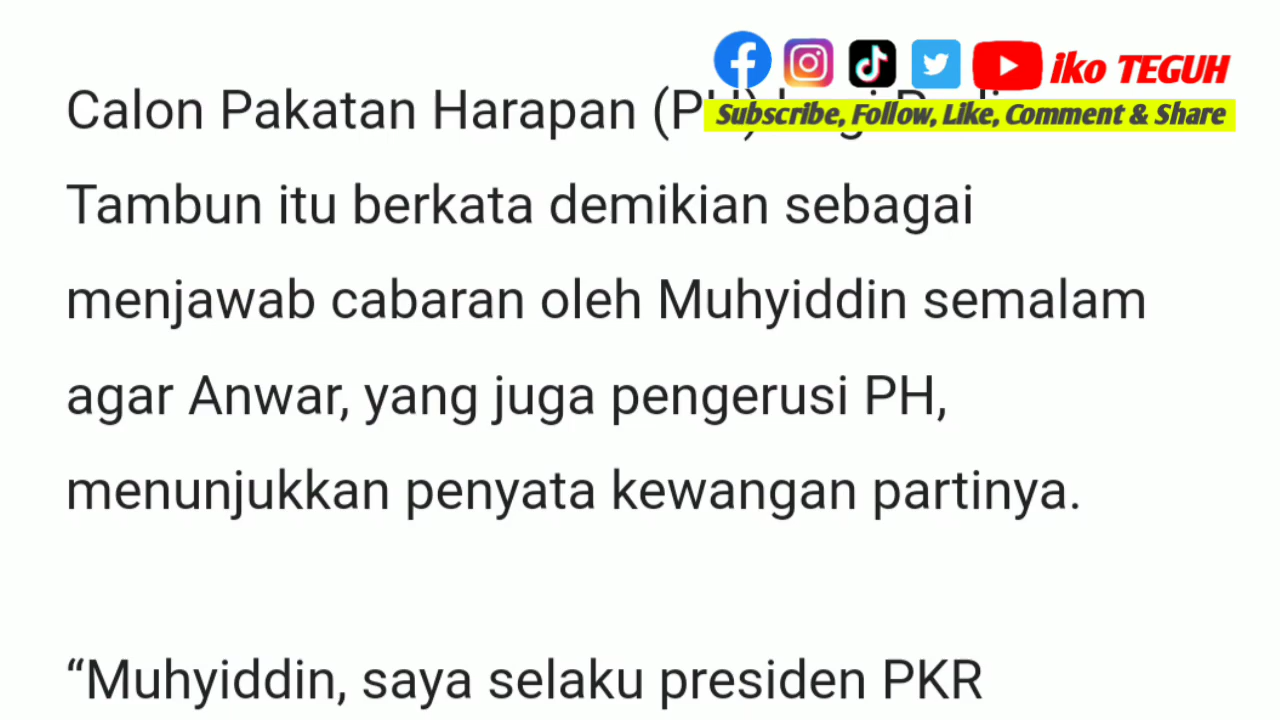 iko TEGUH
Subscribe, Follow, Like, Comment & Share
Calon Pakatan Harapan
Tambun itu berkata demikian sebagai
menjawab cabaran oleh Muhyiddin semalam
agar Anwar, yang juga pengerusi PH,
menunjukkan penyata kewangan partinya.
“Muhyiddin, saya selaku presiden PKR